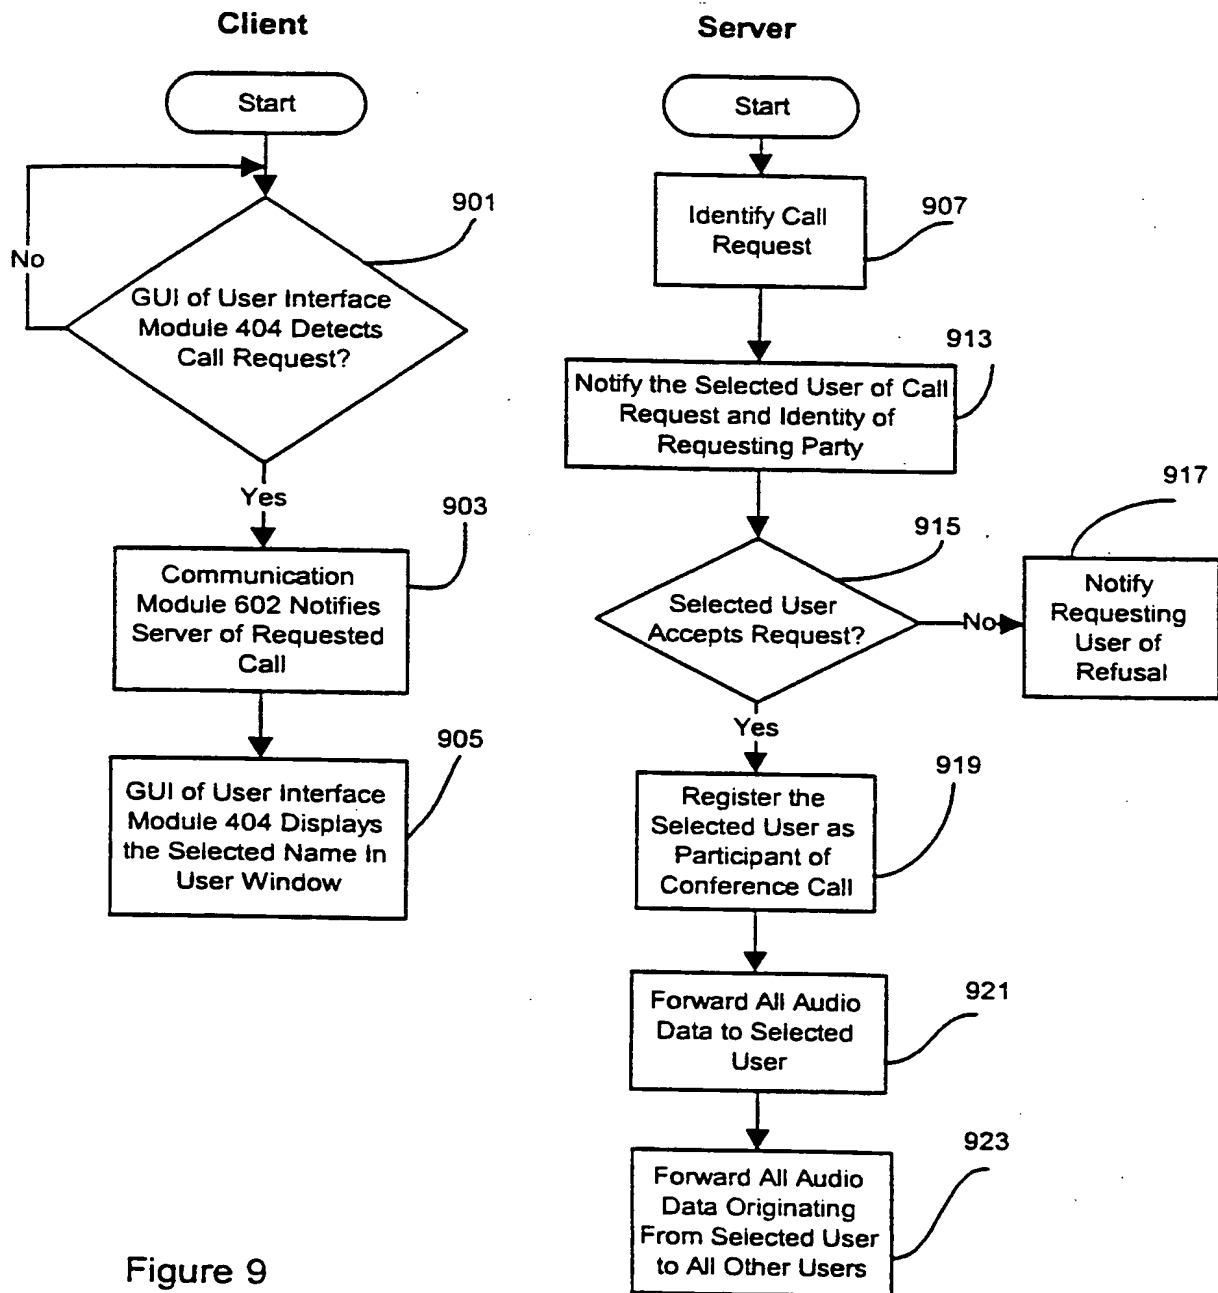 Client
Start
901
No
GUI of User Interface
Module 404 Detects
Call Request?
Yes
903
Communication
Module 602 Notifies
Server of Requested
Call
905
GUI of User Interface
Module 404 Displays
the Selected Name In
User Window
Server
Start
907
Identify Call
Request
913
Notify the Selected User of Call
Request and Identity of
Requesting Party
915
Selected User
Accepts Request?
No
917
Notify
Requesting
User of
Refusal
Yes
919
Register the
Selected User as
Participant of
Conference Call
921
Forward All Audio
Data to Selected
User
923
Forward All Audio
Data Originating
From Selected User
to All Other Users
Figure 9